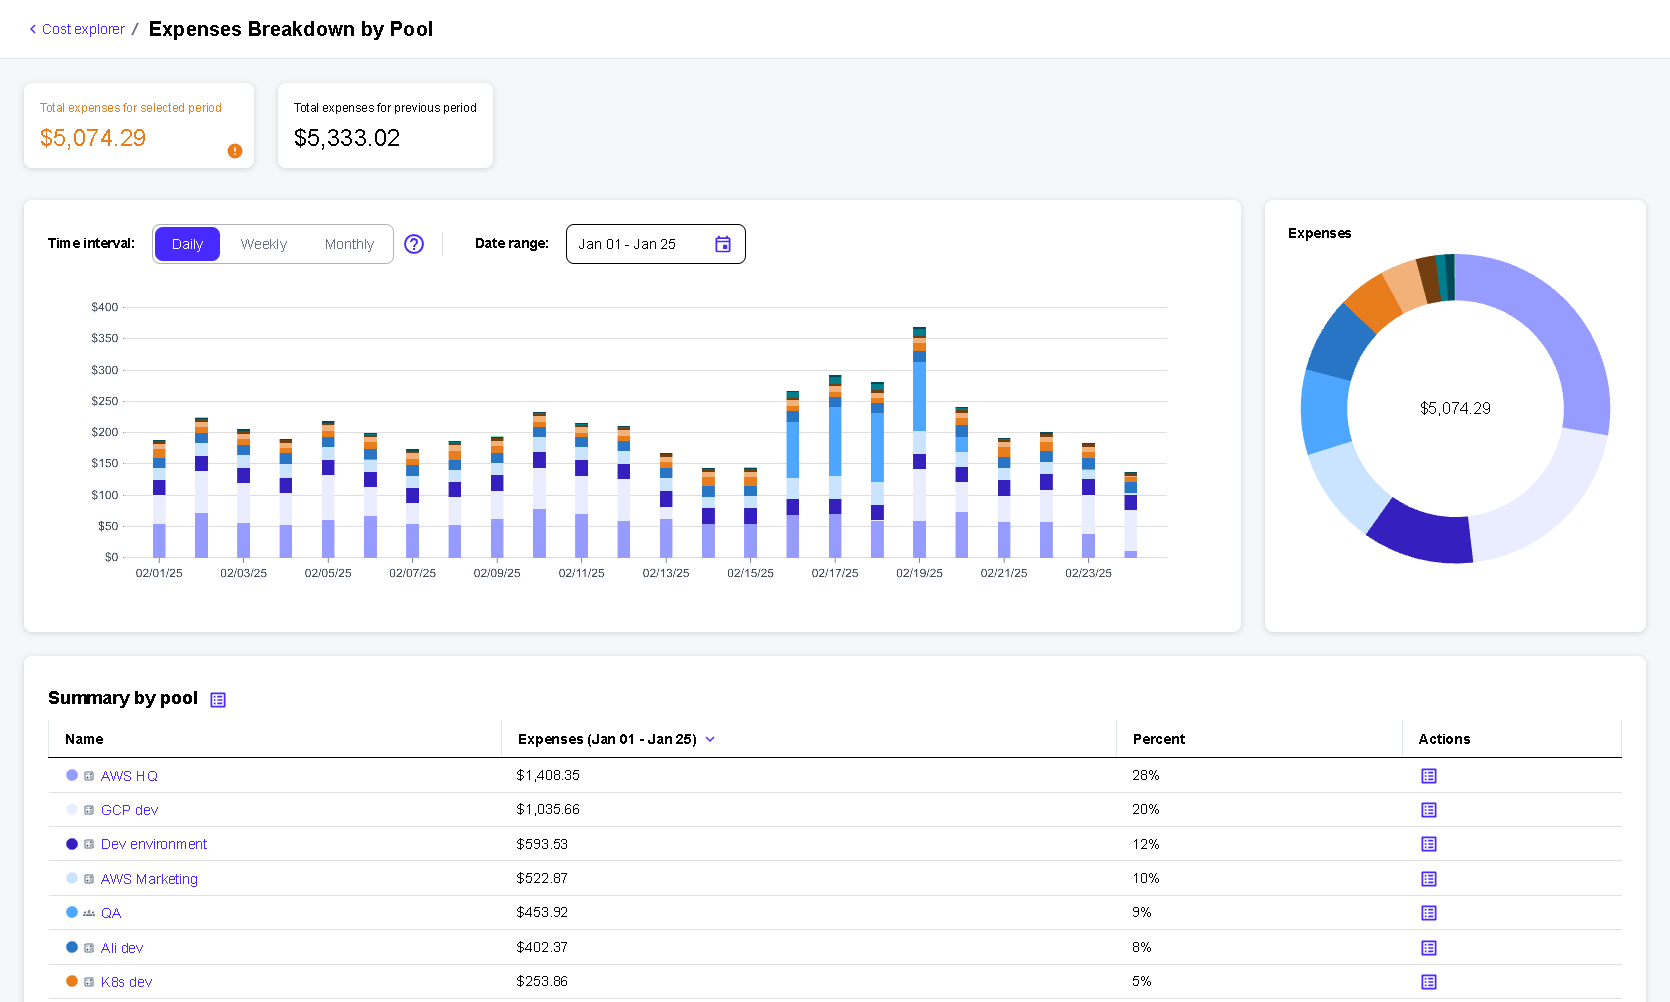 Cost explorer / Expenses Breakdown by Pool
Total expenses for selected period
$5,074.29
Total expenses for previous period
$5,333.02
Time interval: Daily Weekly Monthly Date range: Jan 01 - Jan 25
$400
$350
$300
$250
$200
$150
$100
$50
$0
02/01/25 02/03/25 02/05/25 02/07/25 02/09/25 02/11/25 02/13/25 02/15/25 02/17/25 02/19/25 02/21/25 02/23/25
Expenses
$5,074.29
Summary by pool
Name Expenses (Jan 01 - Jan 25) Percent Actions
AWS HQ $1,408.35 28%
GCP dev $1,035.66 20%
Dev environment $593.53 12%
AWS Marketing $522.87 10%
QA $453.92 9%
Ali dev $402.37 8%
K8s dev $253.86 5%